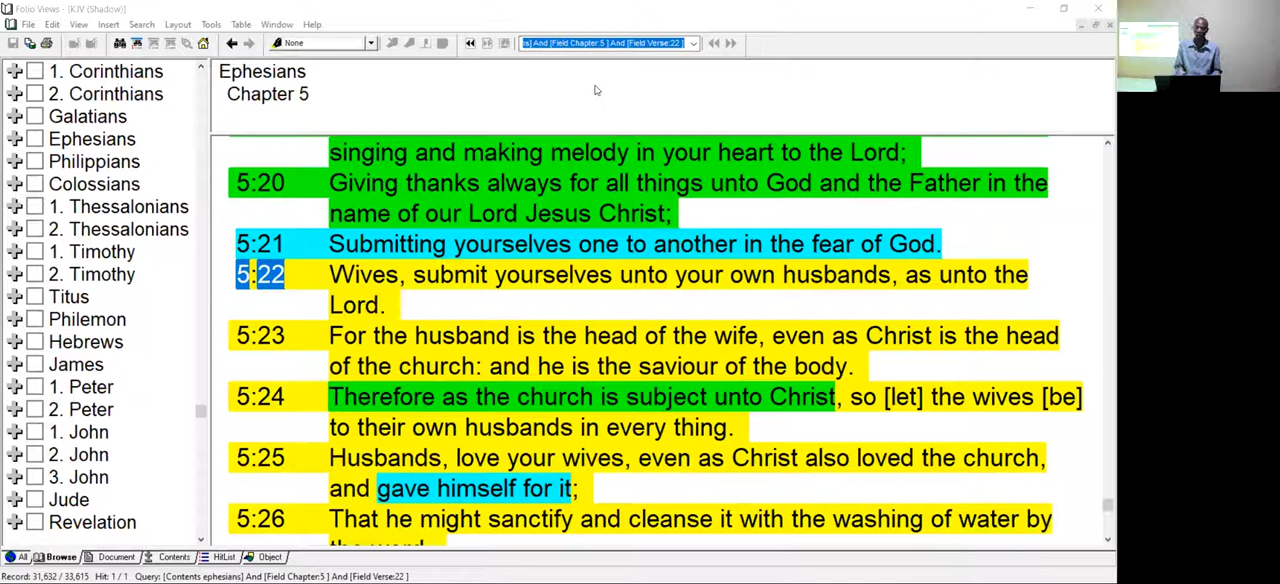 Folio Views - [KJV (Shadow)]
File Edit View Insert Search Layout Tools Table Window Help
None
s] And [Field Chapter:5 ] And [Field Verse:22 ]
1. Corinthians
2. Corinthians
Galatians
Ephesians
Philippians
Colossians
1. Thessalonians
2. Thessalonians
1. Timothy
2. Timothy
Titus
Philemon
Hebrews
James
1. Peter
2. Peter
1. John
2. John
3. John
Jude
Revelation
Ephesians
Chapter 5
singing and making melody in your heart to the Lord;
5:20 Giving thanks always for all things unto God and the Father in the
name of our Lord Jesus Christ;
5:21 Submitting yourselves one to another in the fear of God.
5:22 Wives, submit yourselves unto your own husbands, as unto the
Lord.
5:23 For the husband is the head of the wife, even as Christ is the head
of the church: and he is the saviour of the body.
5:24 Therefore as the church is subject unto Christ, so [let] the wives [be]
to their own husbands in every thing.
5:25 Husbands, love your wives, even as Christ also loved the church,
and gave himself for it;
5:26 That he might sanctify and cleanse it with the washing of water by
the word.
All Browse Document Contents HitList Object
Record: 31,632 / 33,615 Hit: 1 / 1 Query: [Contents ephesians] And [Field Chapter:5 ] And [Field Verse:22 ]